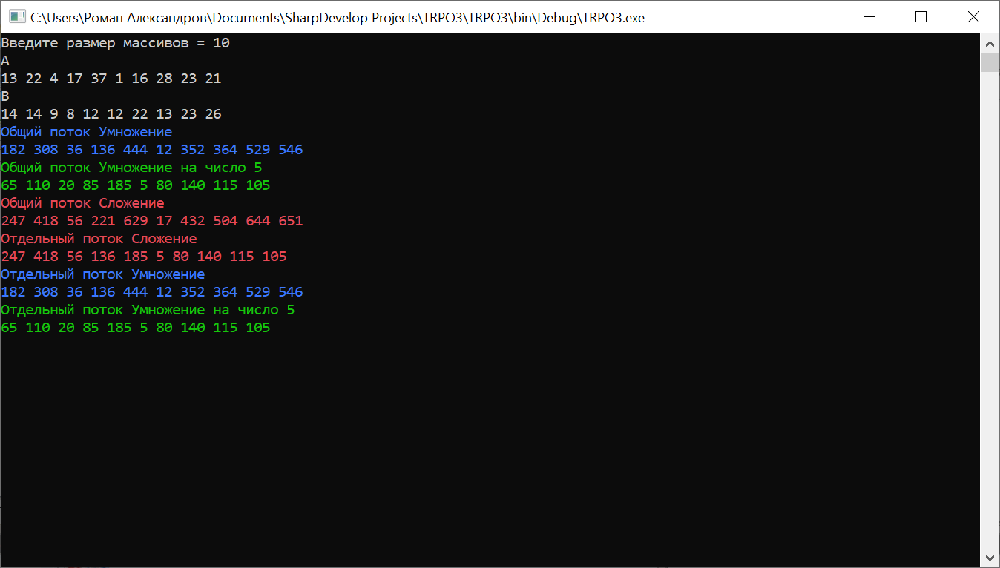 C:\Users\Роман Александров\Documents\SharpDevelop Projects\TRPO3\TRPO3\bin\Debug\TRPO3.exe
Введите размер массивов = 10
A
13 22 4 17 37 1 16 28 23 21
B
14 14 9 8 12 12 22 13 23 26
Общий поток Умножение
182 308 36 136 444 12 352 364 529 546
Общий поток Умножение на число 5
65 110 20 85 185 5 80 140 115 105
Общий поток Сложение
247 418 56 221 629 17 432 504 644 651
Отдельный поток Сложение
247 418 56 136 185 5 80 140 115 105
Отдельный поток Умножение
182 308 36 136 444 12 352 364 529 546
Отдельный поток Умножение на число 5
65 110 20 85 185 5 80 140 115 105